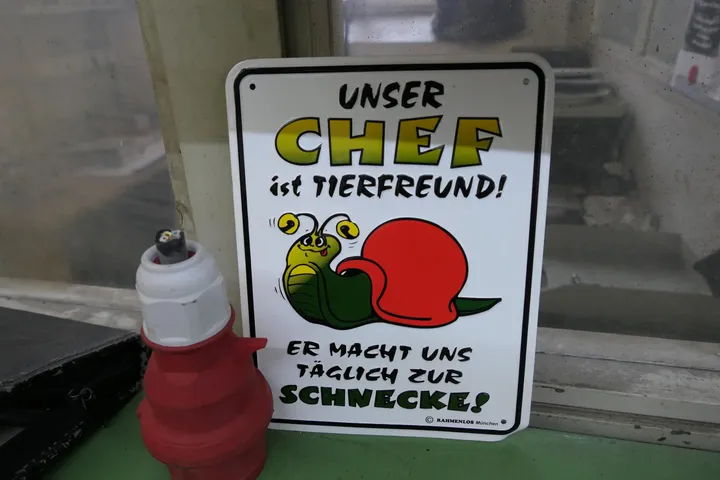 UNSER
CHEF
ist TIERFREUND!
ER MACHT UNS
TÄGLICH ZUR
SCHNECKE!
© RAHMENLOS München